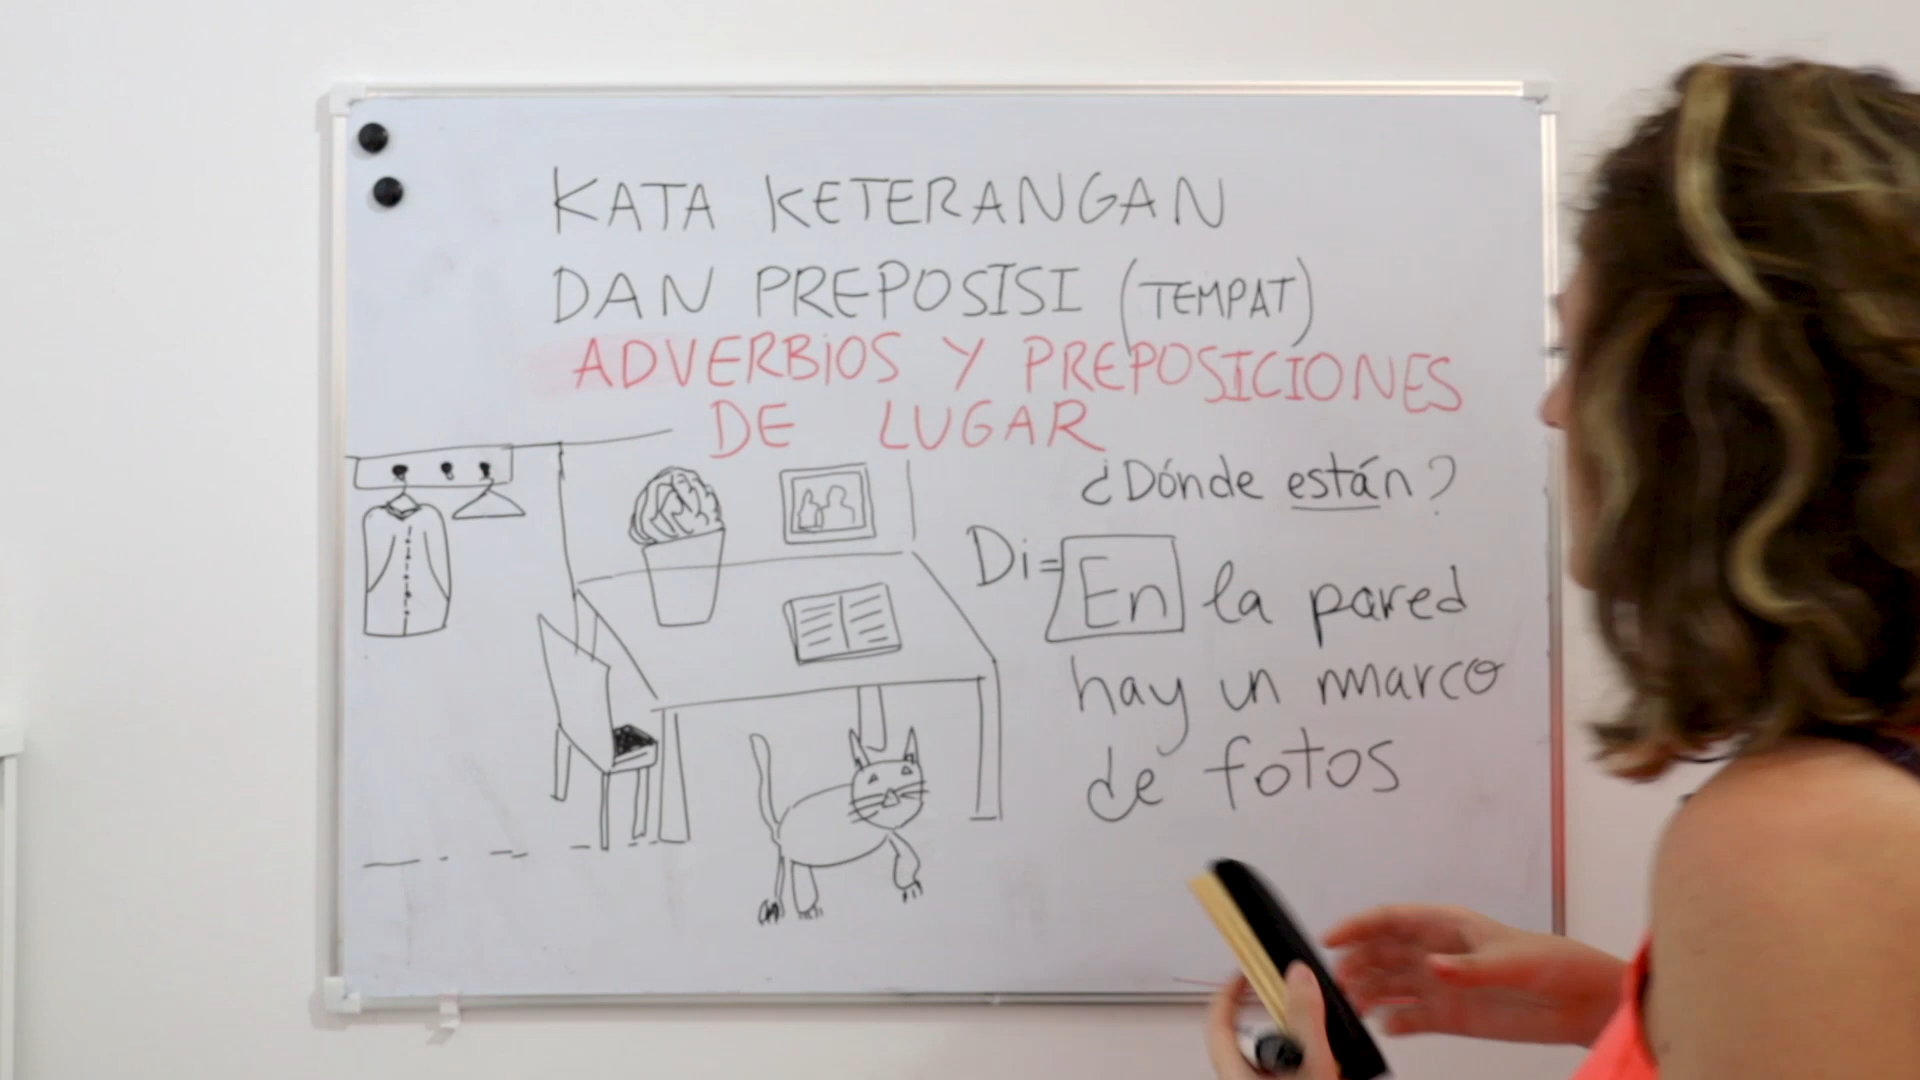 KATA KETERANGAN
DAN PREPOSISI (TEMPAT)
ADVERBIOS Y PREPOSICIONES
DE LUGAR
¿Dónde están?
Di= En la pared
hay un marco
de fotos